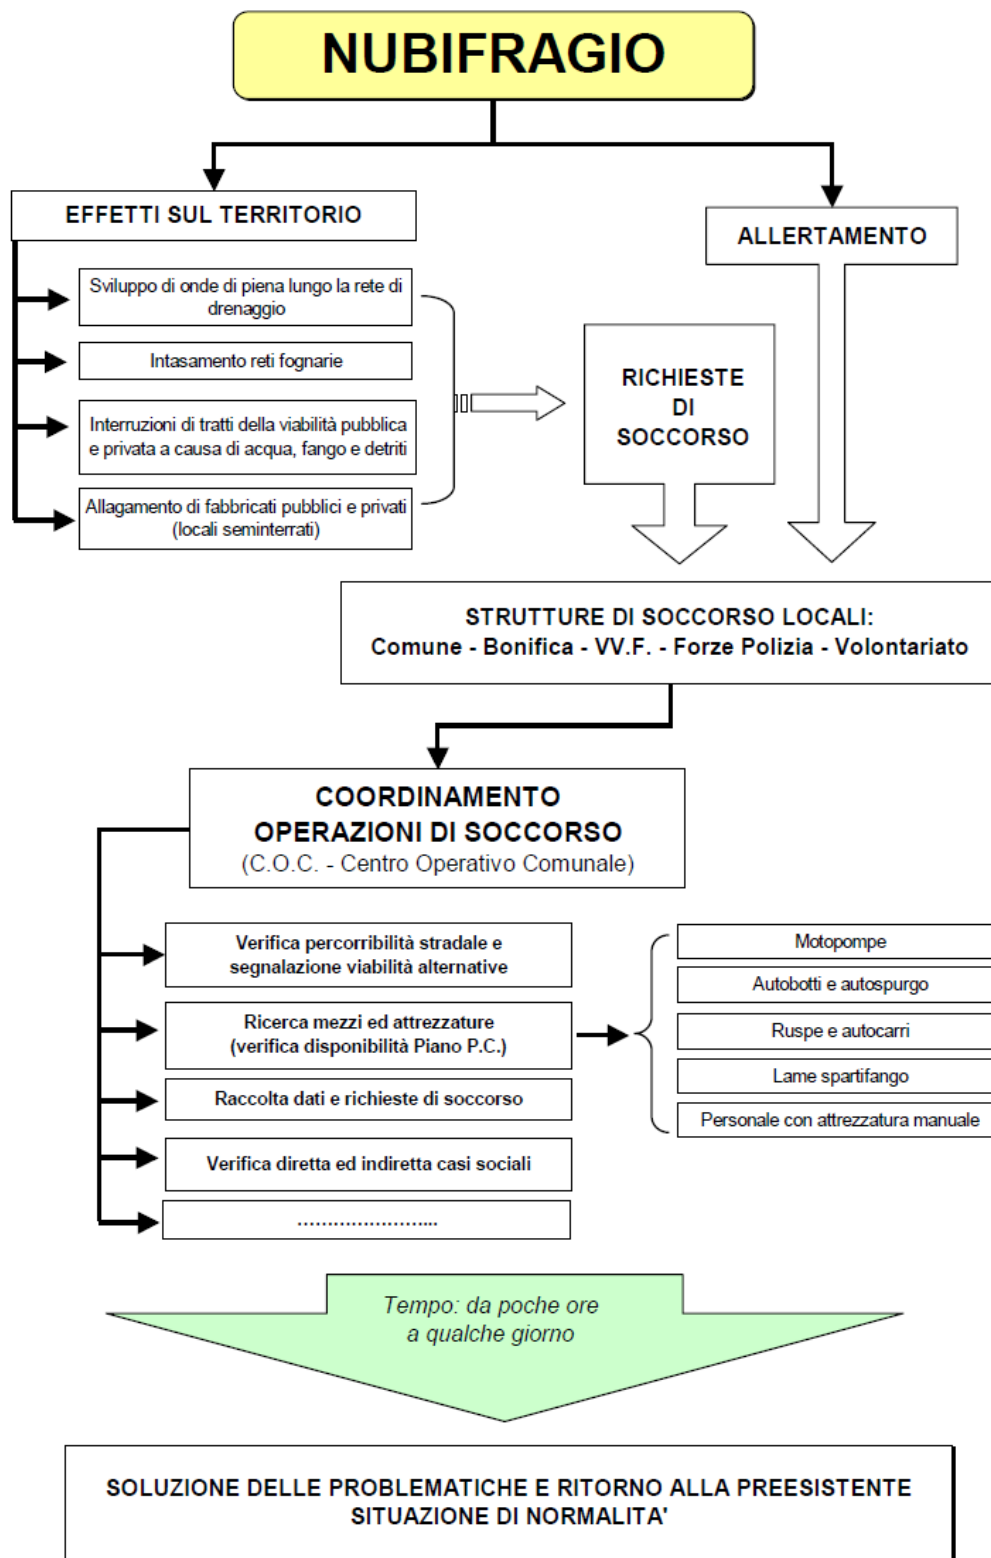 NUBIFRAGIO
EFFETTI SUL TERRITORIO
ALLERTAMENTO
Sviluppo di onde di piena lungo la rete di
drenaggio
Intasamento reti fognarie
Interruzioni di tratti della viabilità pubblica
e privata a causa di acqua, fango e detriti
Allagamento di fabbricati pubblici e privati
(locali seminterrati)
RICHIESTE
DI
SOCCORSO
STRUTTURE DI SOCCORSO LOCALI:
Comune - Bonifica - VV.F. - Forze Polizia - Volontariato
COORDINAMENTO
OPERAZIONI DI SOCCORSO
(C.O.C. - Centro Operativo Comunale)
Verifica percorribilità stradale e
segnalazione viabilità alternative
Ricerca mezzi ed attrezzature
(verifica disponibilità Piano P.C.)
Raccolta dati e richieste di soccorso
Verifica diretta ed indiretta casi sociali
........................
Motopompe
Autobotti e autospurgo
Ruspe e autocarri
Lame spartifango
Personale con attrezzatura manuale
Tempo: da poche ore
a qualche giorno
SOLUZIONE DELLE PROBLEMATICHE E RITORNO ALLA PREESISTENTE
SITUAZIONE DI NORMALITA'